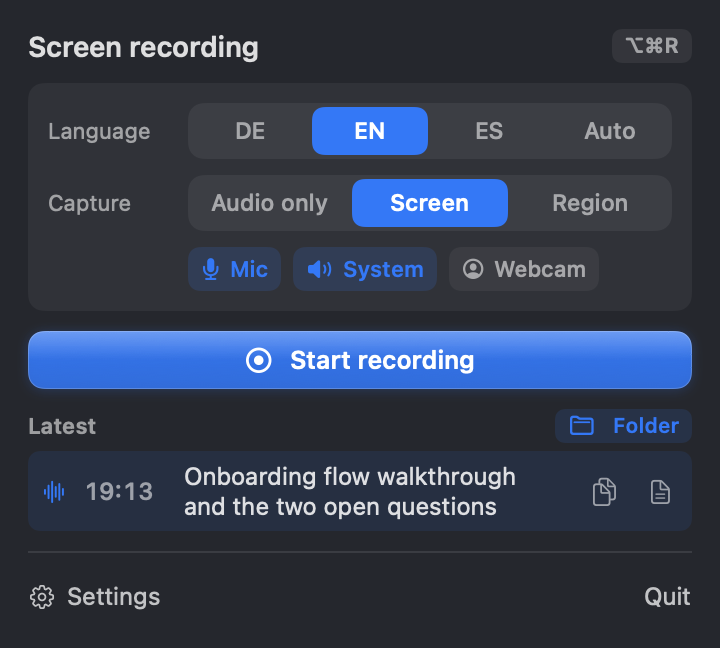 Screen recording ⌥⌘R
Language DE EN ES Auto
Capture Audio only Screen Region
Mic System Webcam
Start recording
Latest Folder
19:13 Onboarding flow walkthrough
and the two open questions
Settings Quit